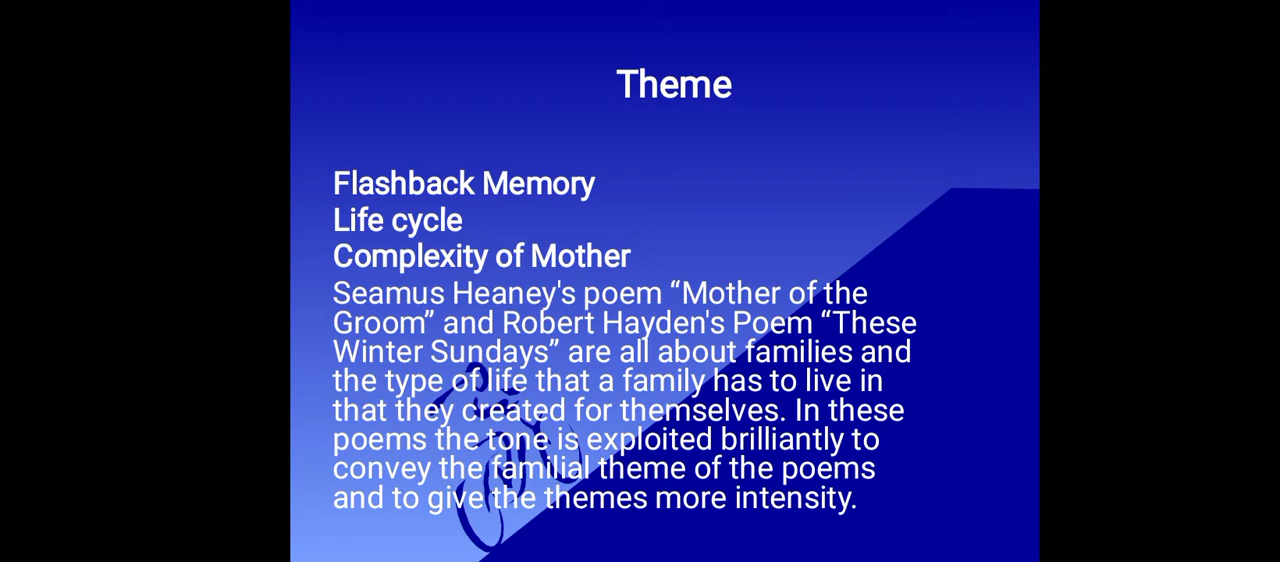 Theme
Flashback Memory
Life cycle
Complexity of Mother
Seamus Heaney's poem “Mother of the
Groom” and Robert Hayden's Poem “These
Winter Sundays” are all about families and
the type of life that a family has to live in
that they created for themselves. In these
poems the tone is exploited brilliantly to
convey the familial theme of the poems
and to give the themes more intensity.